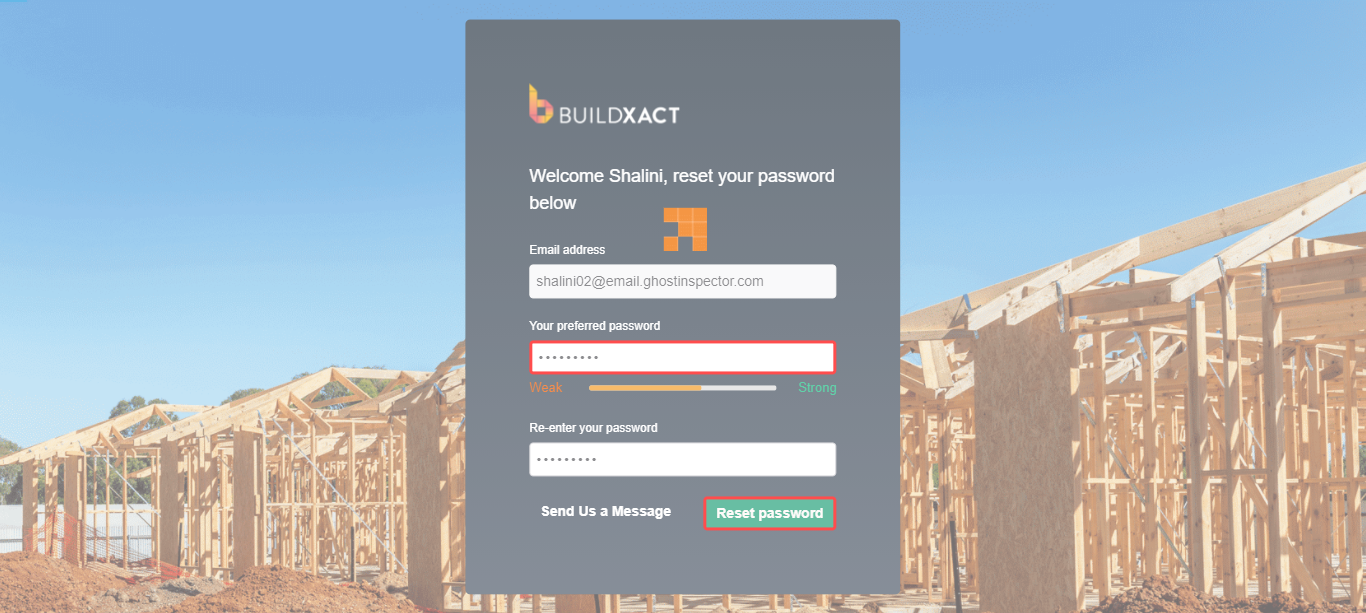 BUILDXACT
Welcome Shalini, reset your password
below
Email address
shalini02@email.ghostinspector.com
Your preferred password
•••••••••
Weak Strong
Re-enter your password
•••••••••
Send Us a Message Reset password